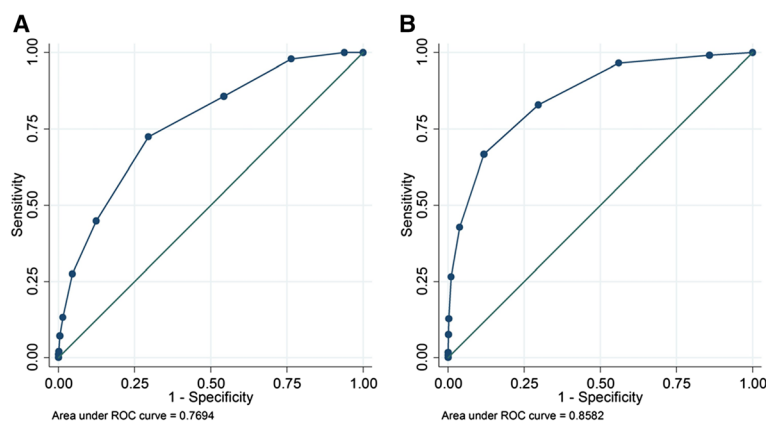 A
1.00
0.75
0.50
0.25
0.00
Sensitivity
0.00 0.25 0.50 0.75 1.00
1 - Specificity
Area under ROC curve = 0.7694
B
1.00
0.75
0.50
0.25
0.00
Sensitivity
0.00 0.25 0.50 0.75 1.00
1 - Specificity
Area under ROC curve = 0.8582